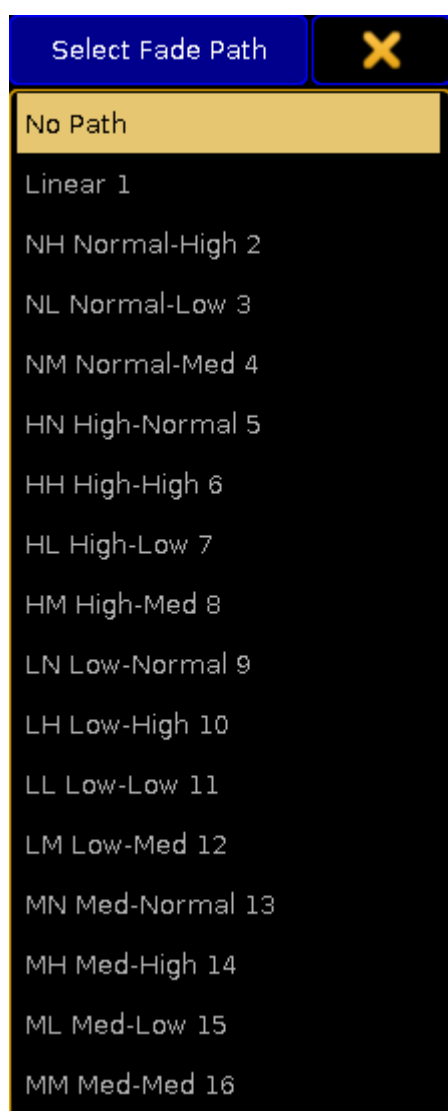 Select Fade Path
No Path
Linear 1
NH Normal-High 2
NL Normal-Low 3
NM Normal-Med 4
HN High-Normal 5
HH High-High 6
HL High-Low 7
HM High-Med 8
LN Low-Normal 9
LH Low-High 10
LL Low-Low 11
LM Low-Med 12
MN Med-Normal 13
MH Med-High 14
ML Med-Low 15
MM Med-Med 16